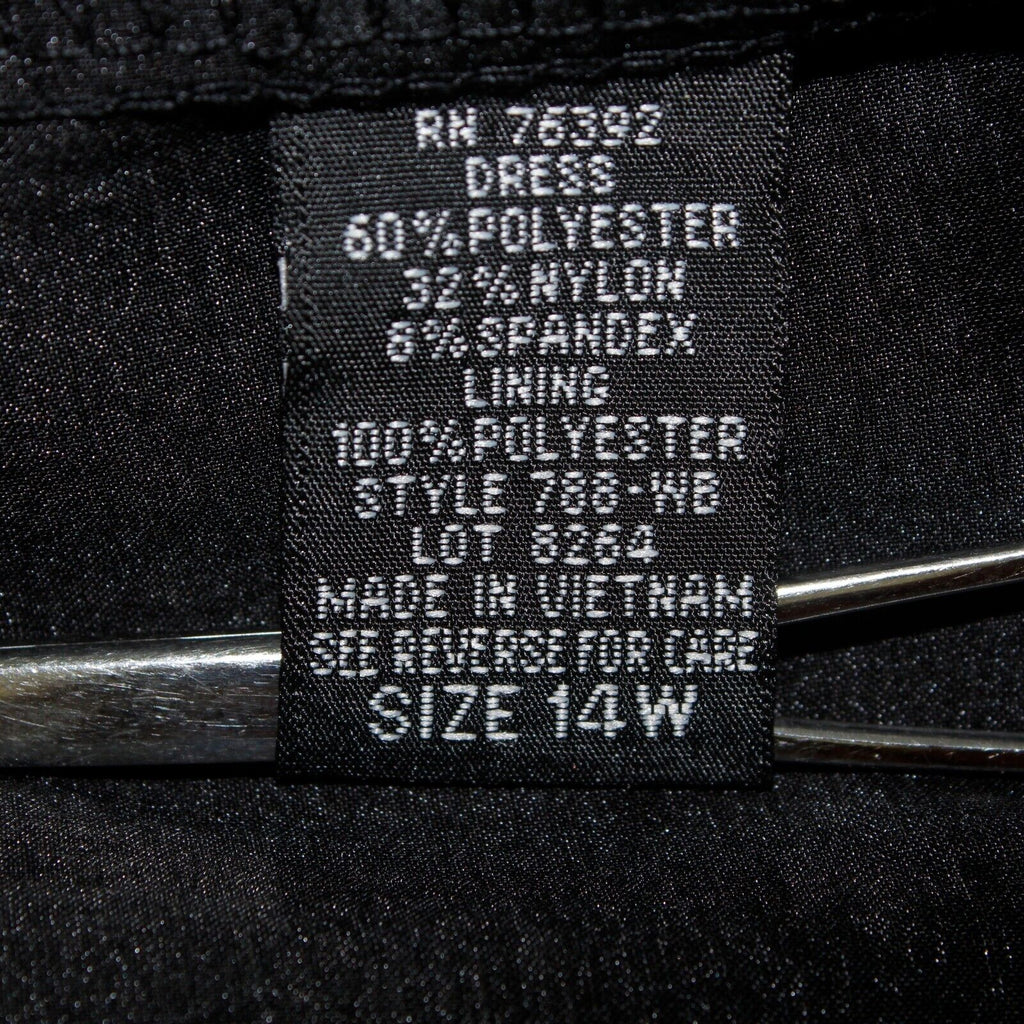 RN 76392
DRESS
60% POLYESTER
32% NYLON
8% SPANDEX
LINING
100% POLYESTER
STYLE 788-WB
LOT 8264
MADE IN VIETNAM
SEE REVERSE FOR CARE
SIZE 14W